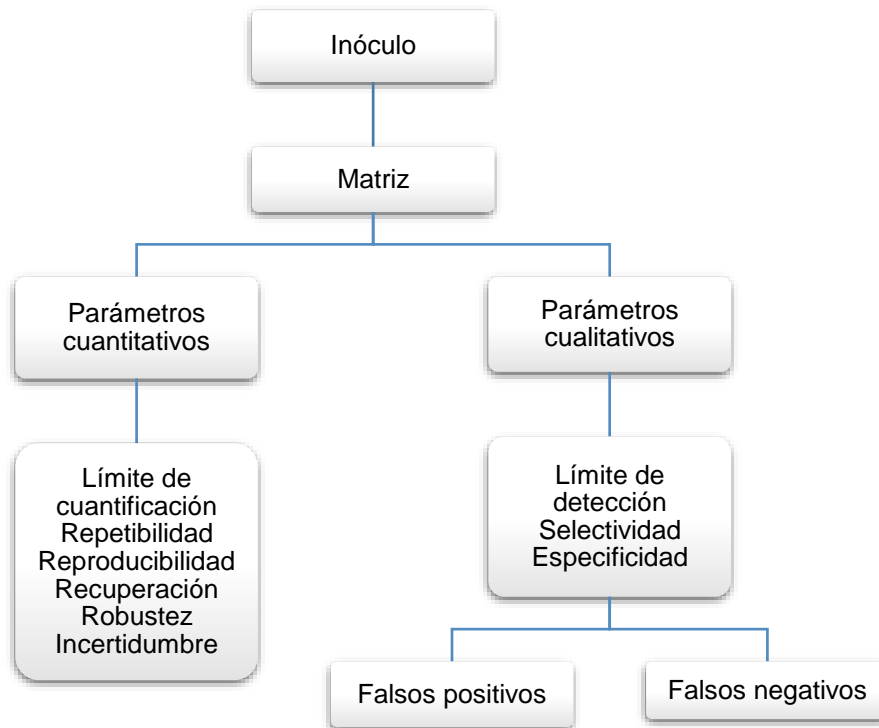 Inóculo
Matriz
Parámetros
cuantitativos
Parámetros
cualitativos
Límite de
cuantificación
Repetibilidad
Reproducibilidad
Recuperación
Robustez
Incertidumbre
Límite de
detección
Selectividad
Especificidad
Falsos positivos
Falsos negativos